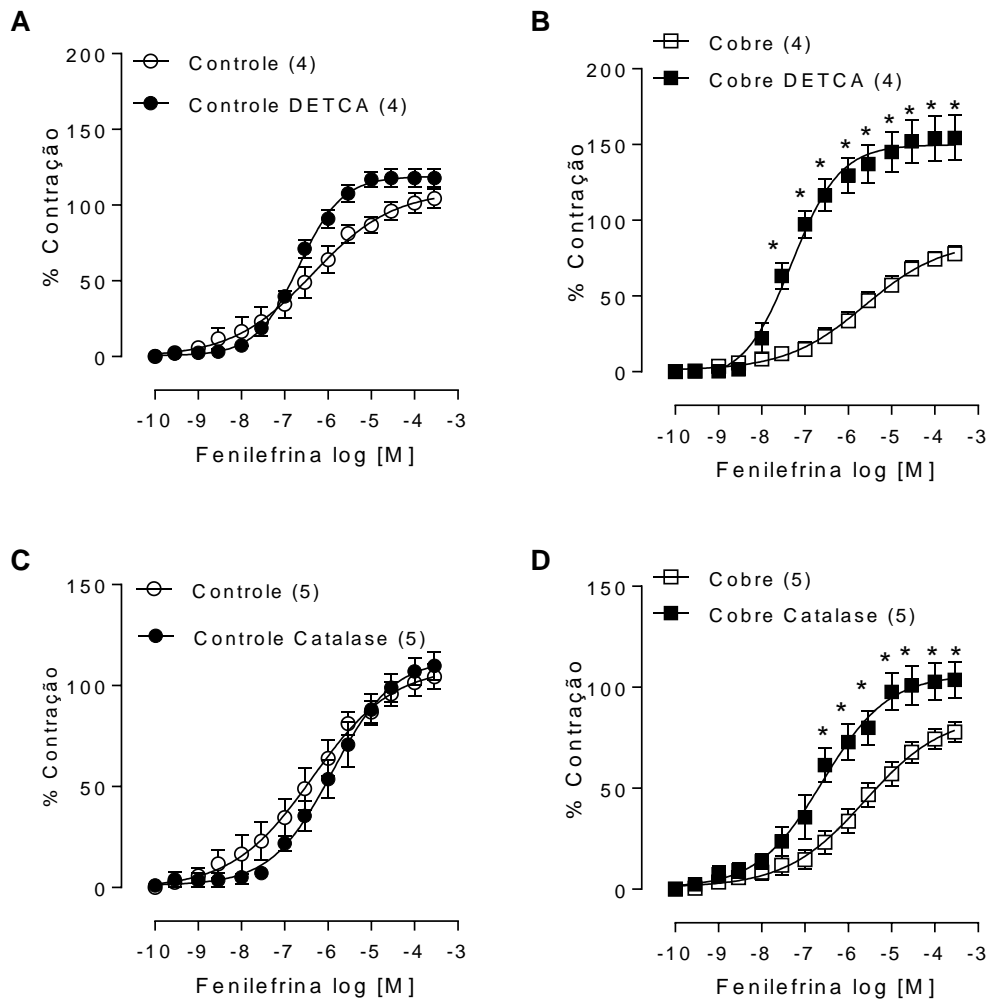 A
Controle (4)
Controle DETCA (4)
% Contração
200
150
100
50
0
-10 -9 -8 -7 -6 -5 -4 -3
Fenilefrina log [M]
B
Cobre (4)
Cobre DETCA (4)
% Contração
200
150
100
50
0
* * * * * * * * *
-10 -9 -8 -7 -6 -5 -4 -3
Fenilefrina log [M]
C
Controle (5)
Controle Catalase (5)
% Contração
150
100
50
0
-10 -9 -8 -7 -6 -5 -4 -3
Fenilefrina log [M]
D
Cobre (5)
Cobre Catalase (5)
% Contração
150
100
50
0
* * * * * * *
-10 -9 -8 -7 -6 -5 -4 -3
Fenilefrina log [M]